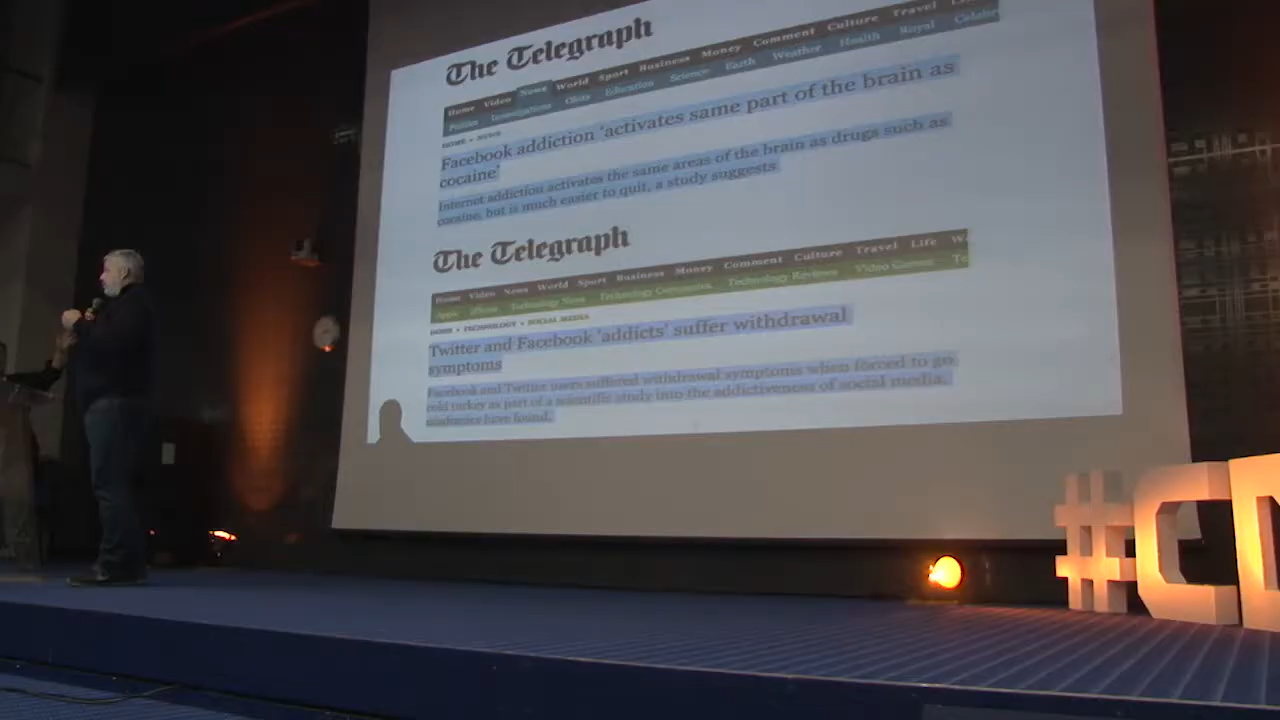 The Telegraph
Home Video News World Sport Business Money Comment Culture Travel
Politics Investigations Obits Education Science Earth Weather Health Royal Celebrity
HOME » NEWS
Facebook addiction 'activates same part of the brain as
cocaine'
Internet addiction activates the same areas of the brain as drugs such as
cocaine, but is much easier to quit, a study suggests
The Telegraph
Home Video News World Sport Business Money Comment Culture Travel Life
Apple iPhone Technology News Technology Companies Technology Reviews Video Games
HOME » TECHNOLOGY » SOCIAL MEDIA
Twitter and Facebook 'addicts' suffer withdrawal
symptoms
Facebook and Twitter users suffered withdrawal symptoms when forced to go
cold turkey as part of a scientific study into the addictiveness of social media,
academics have found.
#C